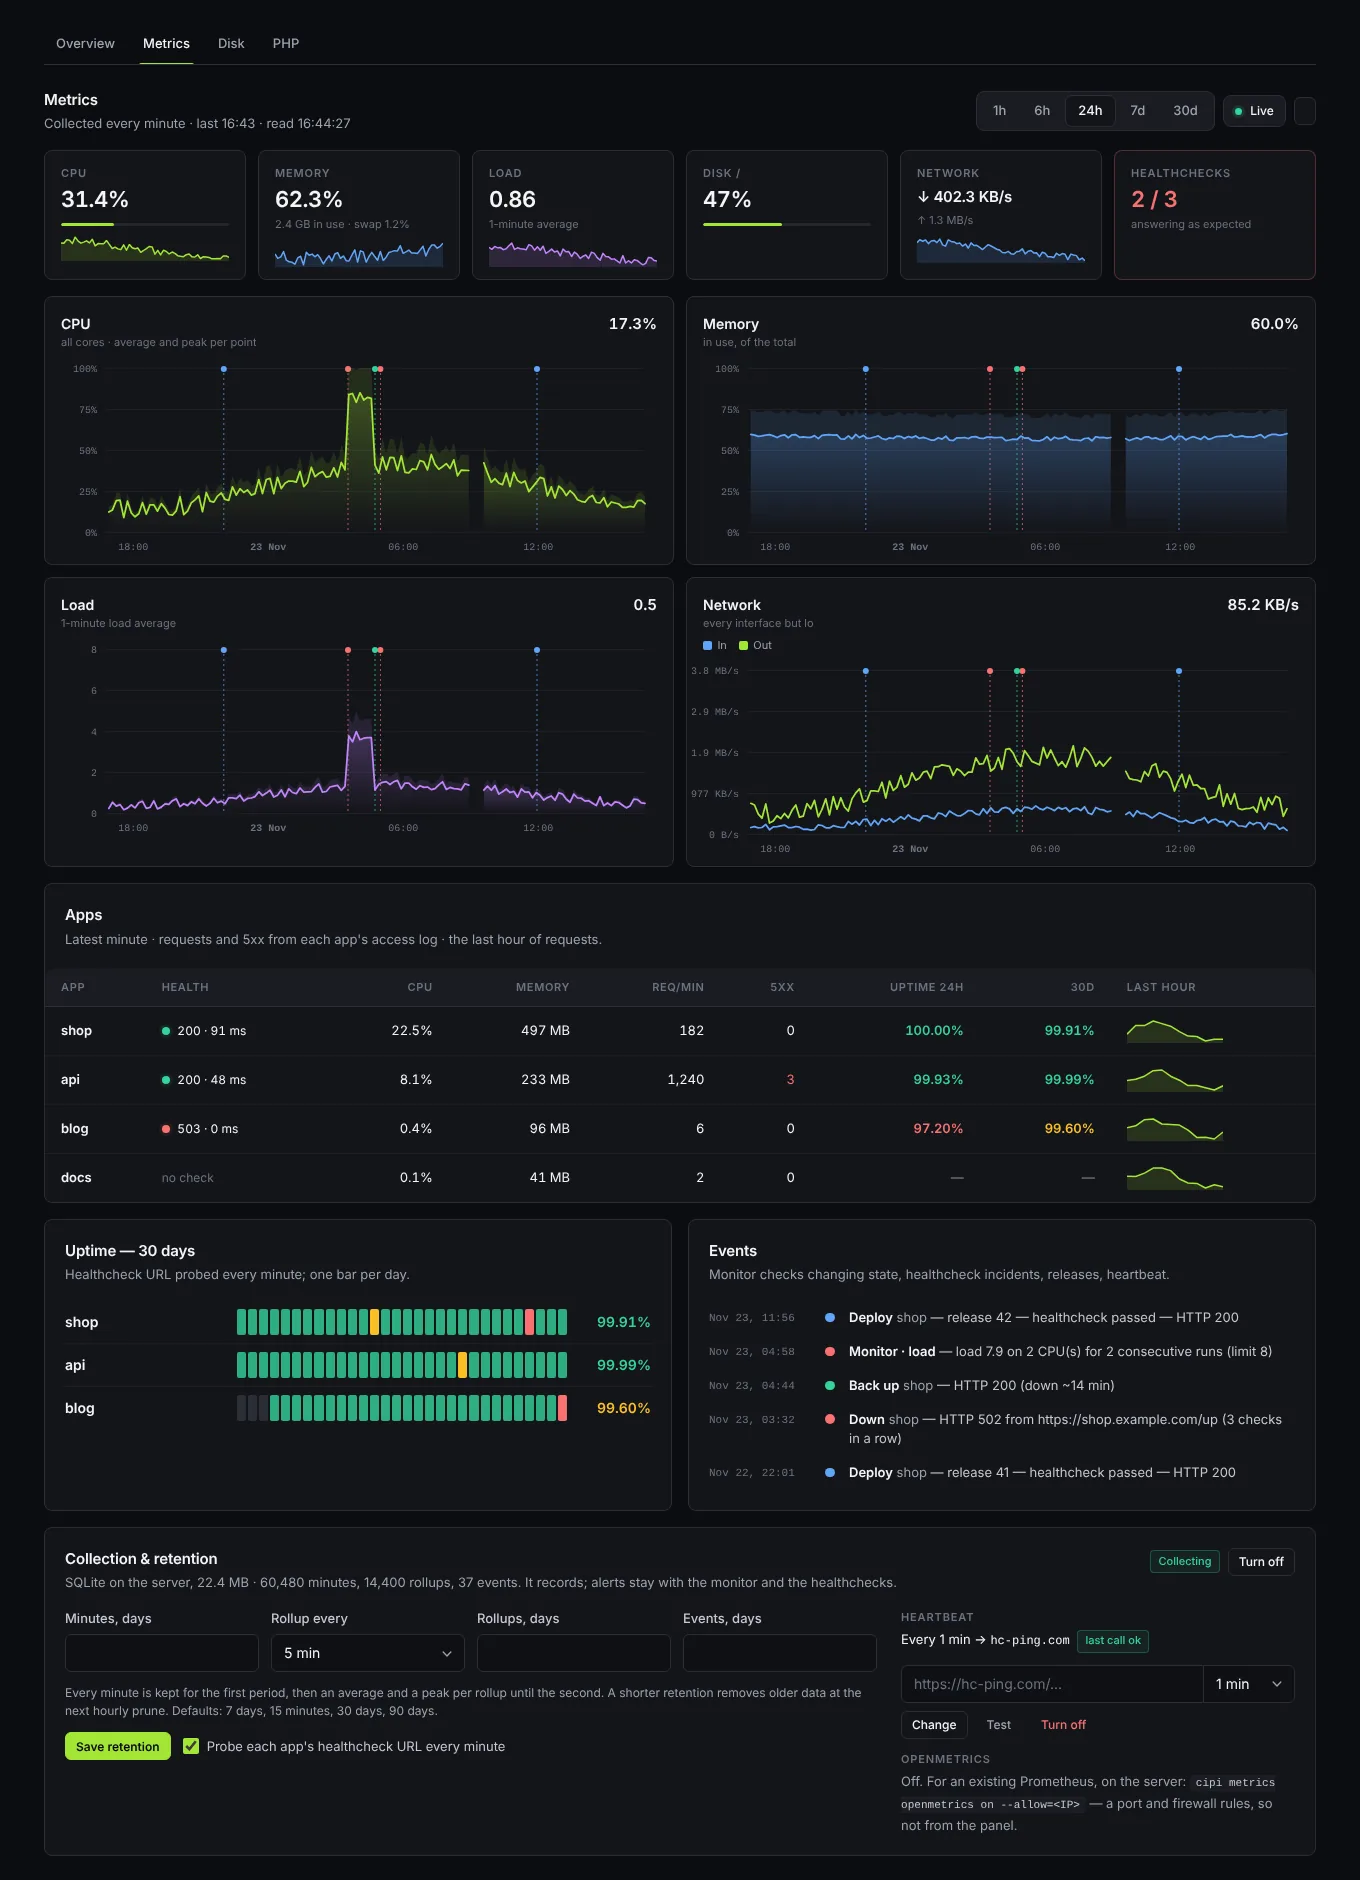 Overview Metrics Disk PHP
Metrics
Collected every minute · last 16:43 · read 16:44:27
1h 6h 24h 7d 30d Live
CPU
31.4%
MEMORY
62.3%
2.4 GB in use · swap 1.2%
LOAD
0.86
1-minute average
DISK /
47%
NETWORK
↓ 402.3 KB/s
↑ 1.3 MB/s
HEALTHCHECKS
2 / 3
answering as expected
CPU 17.3%
all cores · average and peak per point
100%
75%
50%
25%
0%
18:00 23 Nov 06:00 12:00
Memory 60.0%
in use, of the total
100%
75%
50%
25%
0%
18:00 23 Nov 06:00 12:00
Load 0.5
1-minute load average
8
6
4
2
0
18:00 23 Nov 06:00 12:00
Network 85.2 KB/s
every interface but lo
In Out
3.8 MB/s
2.9 MB/s
1.9 MB/s
977 KB/s
0 B/s
18:00 23 Nov 06:00 12:00
Apps
Latest minute · requests and 5xx from each app's access log · the last hour of requests.
APP HEALTH CPU MEMORY REQ/MIN 5XX UPTIME 24H 30D LAST HOUR
shop 200 · 91 ms 22.5% 497 MB 182 0 100.00% 99.91%
api 200 · 48 ms 8.1% 233 MB 1,240 3 99.93% 99.99%
blog 503 · 0 ms 0.4% 96 MB 6 0 97.20% 99.60%
docs no check 0.1% 41 MB 2 0 — —
Uptime — 30 days
Healthcheck URL probed every minute; one bar per day.
shop 99.91%
api 99.99%
blog 99.60%
Events
Monitor checks changing state, healthcheck incidents, releases, heartbeat.
Nov 23, 11:56 Deploy shop — release 42 — healthcheck passed — HTTP 200
Nov 23, 04:58 Monitor · load — load 7.9 on 2 CPU(s) for 2 consecutive runs (limit 8)
Nov 23, 04:44 Back up shop — HTTP 200 (down ~14 min)
Nov 23, 03:32 Down shop — HTTP 502 from https://shop.example.com/up (3 checks
in a row)
Nov 22, 22:01 Deploy shop — release 41 — healthcheck passed — HTTP 200
Collection & retention
SQLite on the server, 22.4 MB · 60,480 minutes, 14,400 rollups, 37 events. It records; alerts stay with the monitor and the healthchecks.
Collecting Turn off
Minutes, days Rollup every Rollups, days Events, days
5 min
Every minute is kept for the first period, then an average and a peak per rollup until the second. A shorter retention removes older data at the
next hourly prune. Defaults: 7 days, 15 minutes, 30 days, 90 days.
Save retention Probe each app's healthcheck URL every minute
HEARTBEAT
Every 1 min → hc-ping.com last call ok
https://hc-ping.com/... 1 min
Change Test Turn off
OPENMETRICS
Off. For an existing Prometheus, on the server: cipi metrics
openmetrics on --allow=<IP> — a port and firewall rules, so
not from the panel.